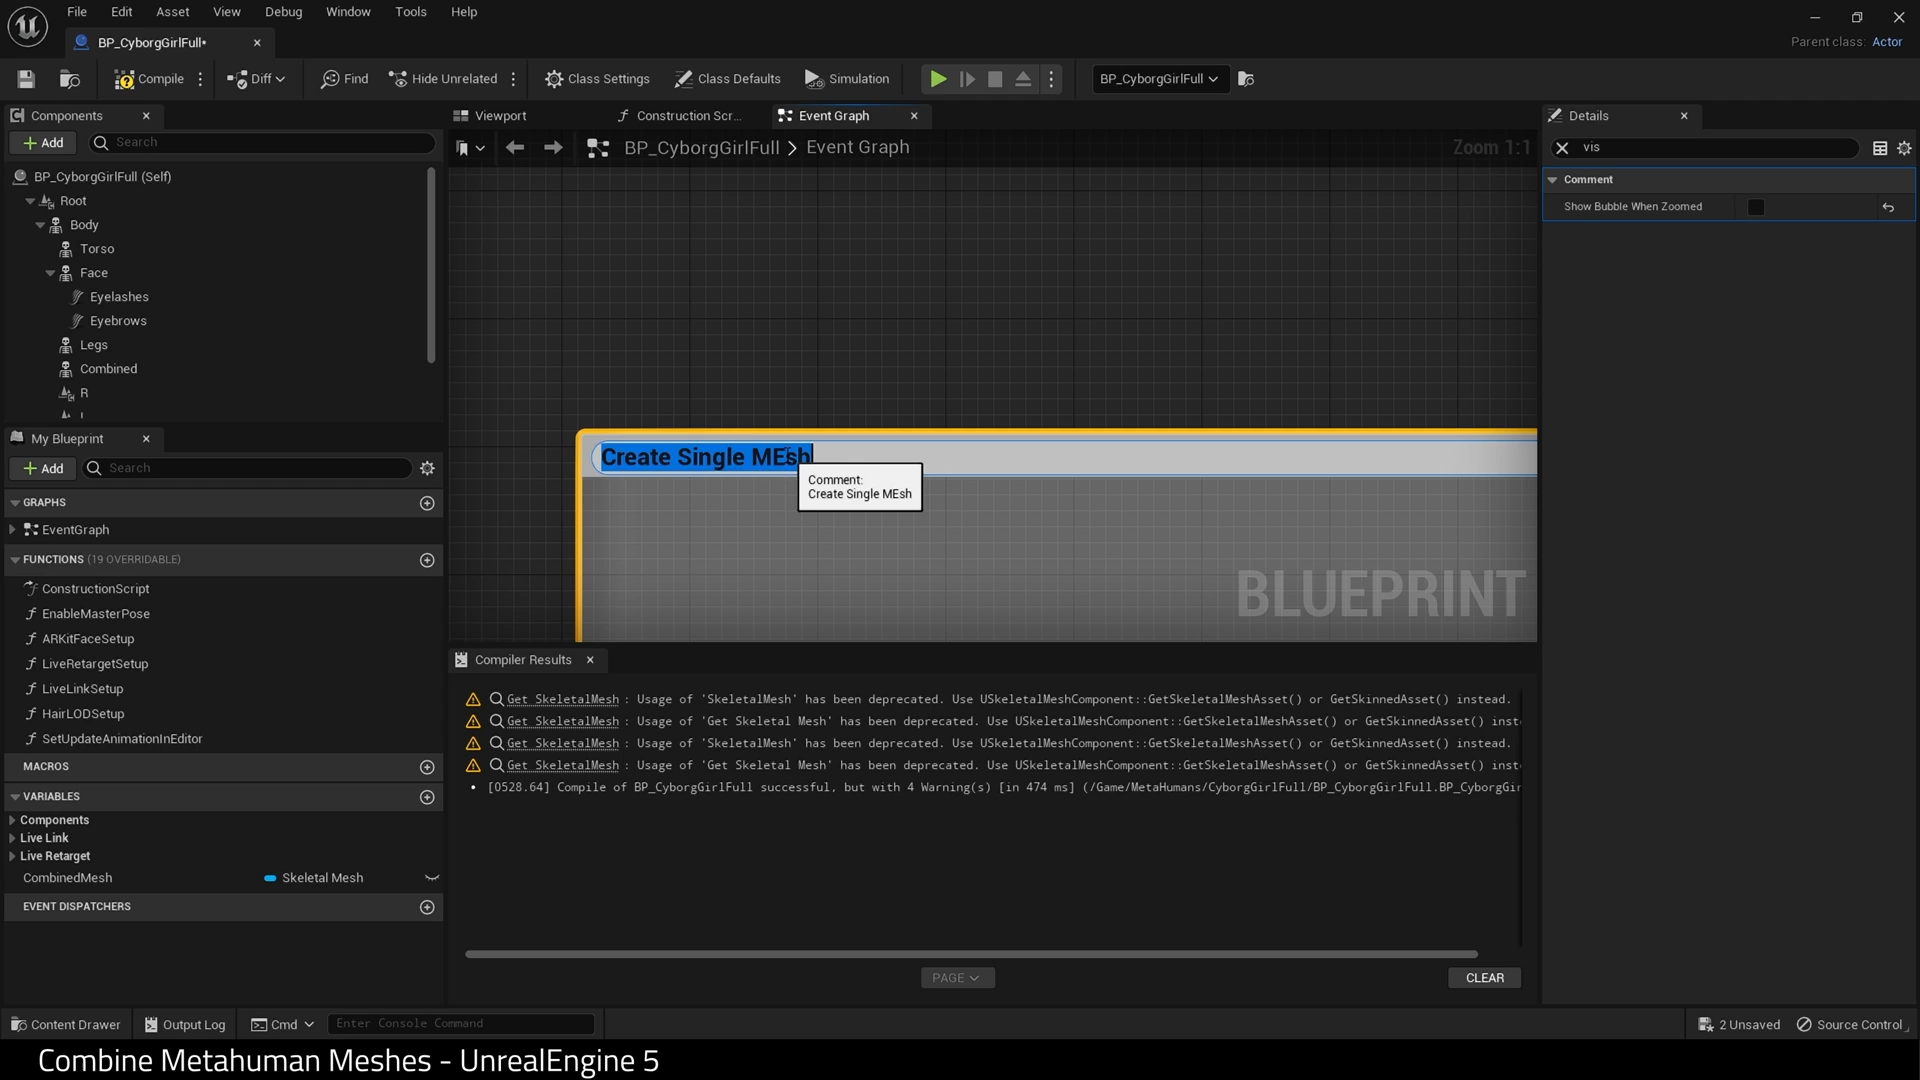 File Edit Asset View Debug Window Tools Help
BP_CyborgGirlFull*
Parent class: Actor
Compile Diff Find Hide Unrelated Class Settings Class Defaults Simulation BP_CyborgGirlFull
Components
Add Search
BP_CyborgGirlFull (Self)
Root
Body
Torso
Face
Eyelashes
Eyebrows
Legs
Combined
R
My Blueprint
Add Search
GRAPHS
EventGraph
FUNCTIONS (19 OVERRIDABLE)
ConstructionScript
EnableMasterPose
ARKitFaceSetup
LiveRetargetSetup
LiveLinkSetup
HairLODSetup
SetUpdateAnimationInEditor
MACROS
VARIABLES
Components
Live Link
Live Retarget
CombinedMesh Skeletal Mesh
EVENT DISPATCHERS
Viewport Construction Scr... Event Graph
BP_CyborgGirlFull > Event Graph Zoom 1:1
Create Single MEsh
Comment:
Create Single MEsh
BLUEPRINT
Compiler Results
Get SkeletalMesh : Usage of 'SkeletalMesh' has been deprecated. Use USkeletalMeshComponent::GetSkeletalMeshAsset() or GetSkinnedAsset() instead.
Get SkeletalMesh : Usage of 'Get Skeletal Mesh' has been deprecated. Use USkeletalMeshComponent::GetSkeletalMeshAsset() or GetSkinnedAsset() inst
Get SkeletalMesh : Usage of 'SkeletalMesh' has been deprecated. Use USkeletalMeshComponent::GetSkeletalMeshAsset() or GetSkinnedAsset() instead.
Get SkeletalMesh : Usage of 'Get Skeletal Mesh' has been deprecated. Use USkeletalMeshComponent::GetSkeletalMeshAsset() or GetSkinnedAsset() inst
[0528.64] Compile of BP_CyborgGirlFull successful, but with 4 Warning(s) [in 474 ms] (/Game/MetaHumans/CyborgGirlFull/BP_CyborgGirlFull.BP_CyborgGir
PAGE CLEAR
Details
vis
Comment
Show Bubble When Zoomed
Content Drawer Output Log Cmd Enter Console Command 2 Unsaved Source Control
Combine Metahuman Meshes - UnrealEngine 5